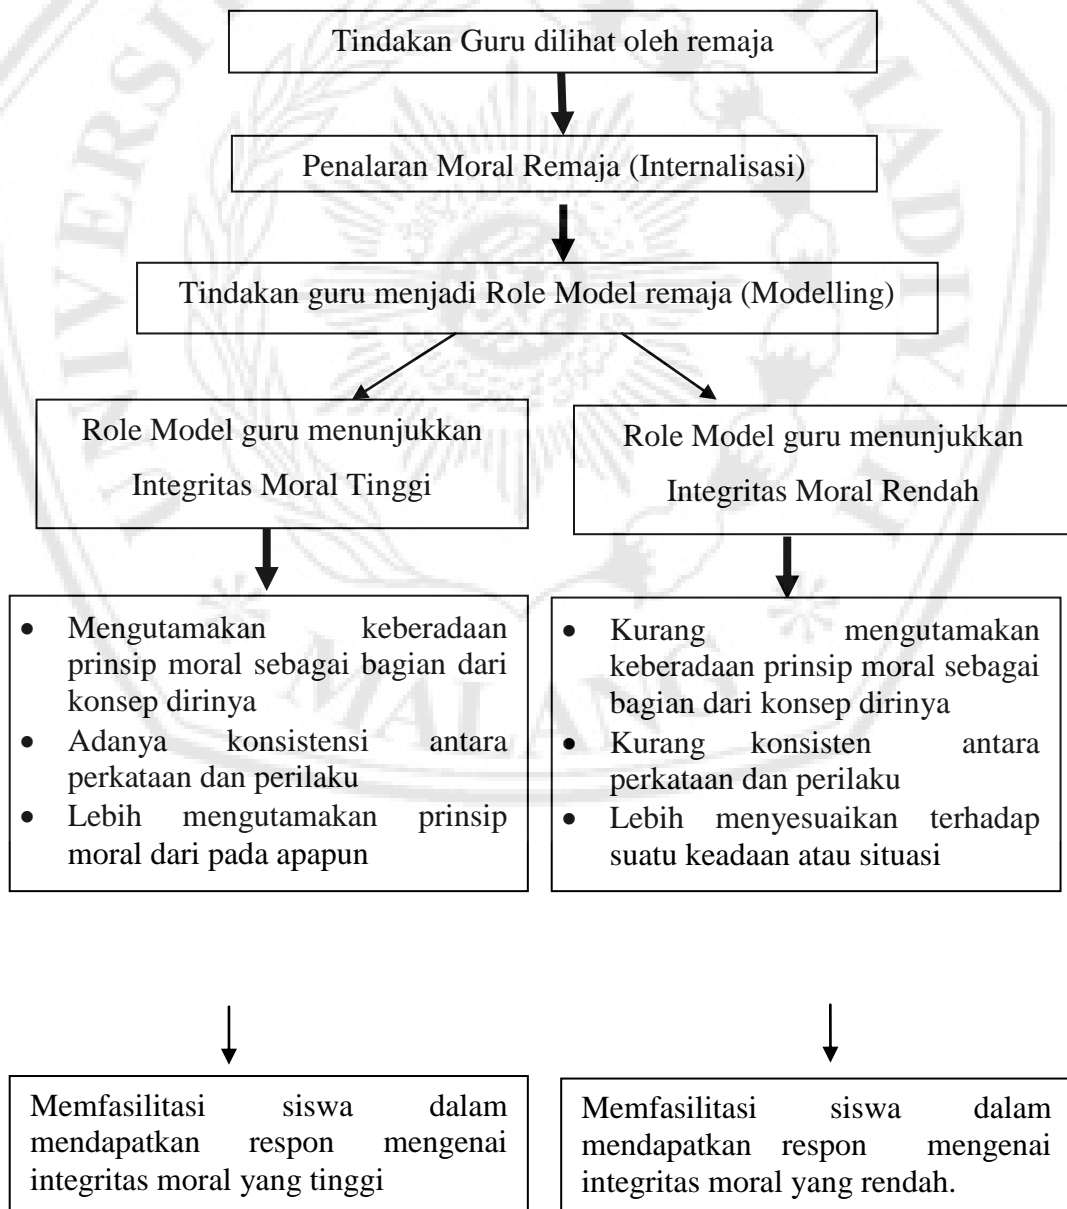 Tindakan Guru dilihat oleh remaja
Penalaran Moral Remaja (Internalisasi)
Tindakan guru menjadi Role Model remaja (Modelling)
Role Model guru menunjukkan
Integritas Moral Tinggi
Role Model guru menunjukkan
Integritas Moral Rendah
• Mengutamakan keberadaan
prinsip moral sebagai bagian dari
konsep dirinya
• Adanya konsistensi antara
perkataan dan perilaku
• Lebih mengutamakan prinsip
moral dari pada apapun
• Kurang mengutamakan
keberadaan prinsip moral sebagai
bagian dari konsep dirinya
• Kurang konsisten antara
perkataan dan perilaku
• Lebih menyesuaikan terhadap
suatu keadaan atau situasi
Memfasilitasi siswa dalam
mendapatkan respon mengenai
integritas moral yang tinggi
Memfasilitasi siswa dalam
mendapatkan respon mengenai
integritas moral yang rendah.
MALANG